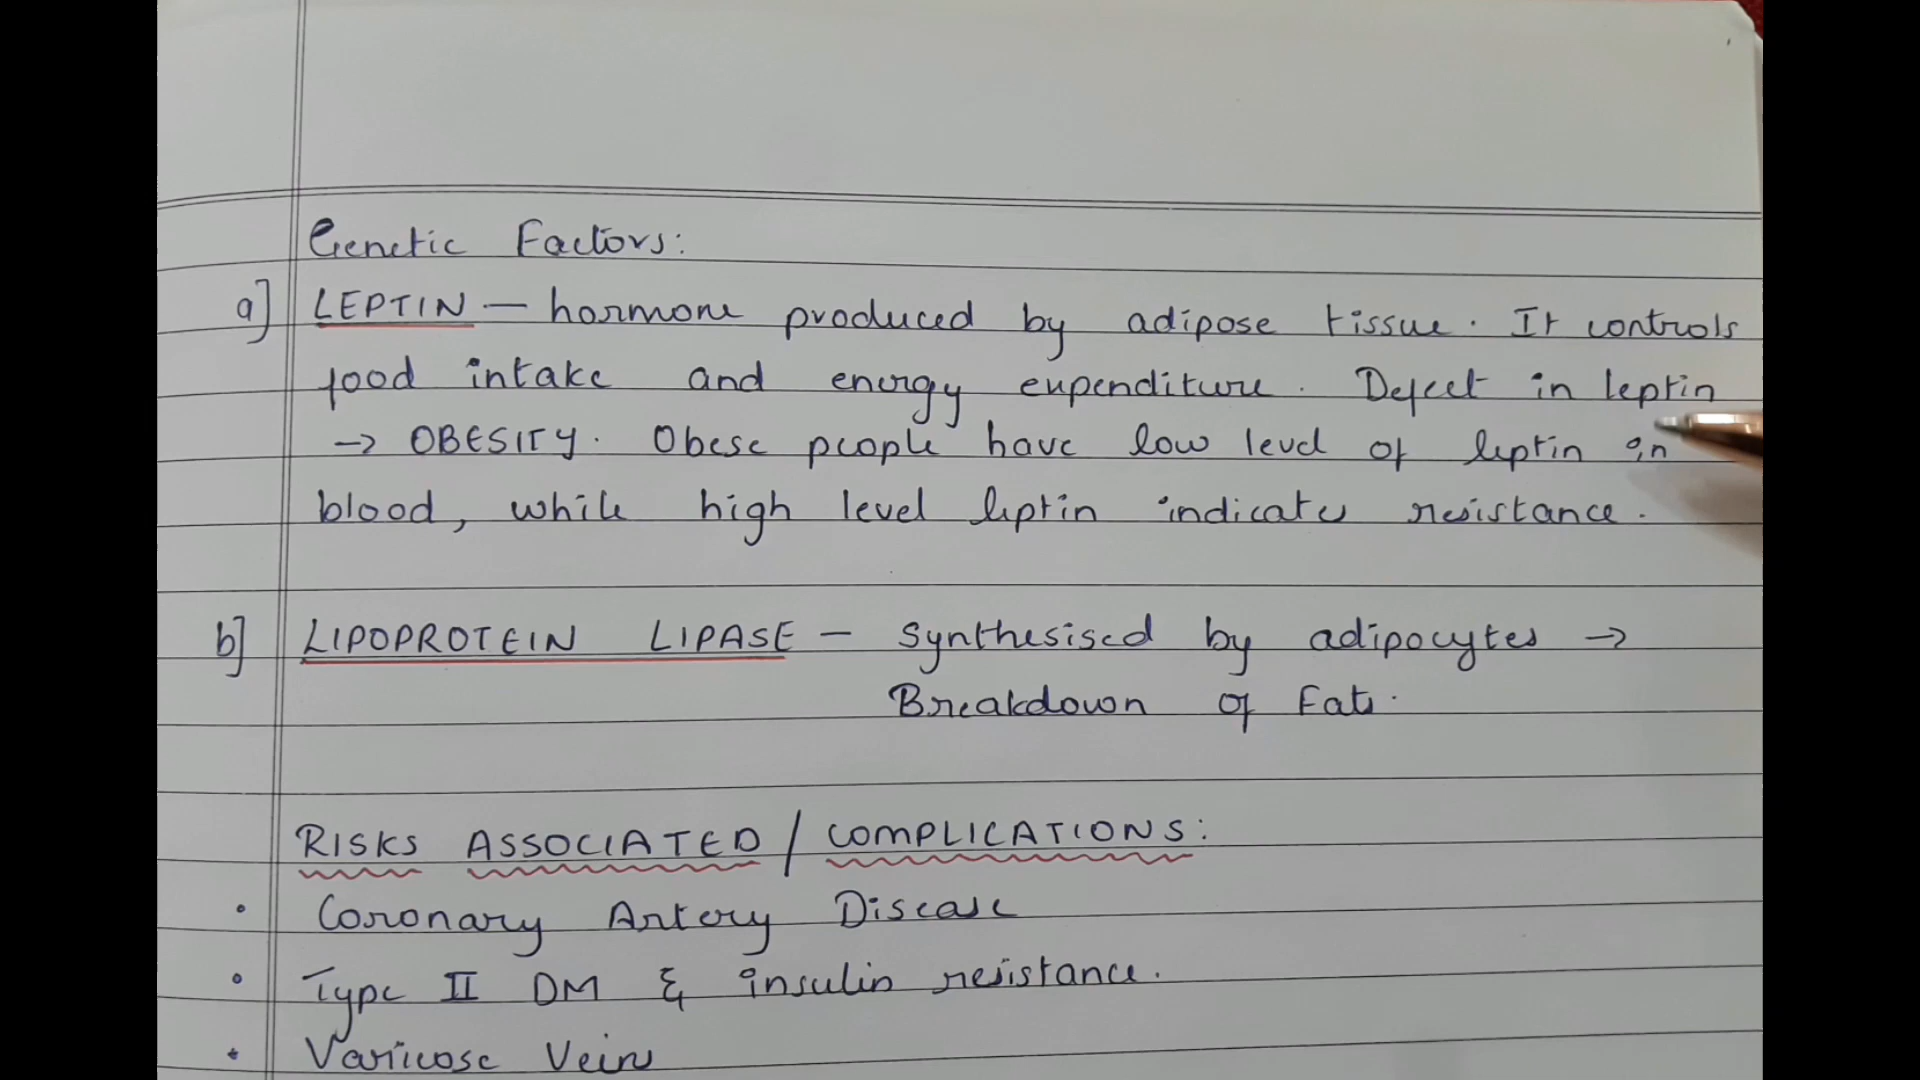 Genetic Factors:
a] LEPTIN – hormone produced by adipose tissue. It controls
food intake and energy expenditure. Defect in leptin
→ OBESITY. Obese people have low level of leptin in
blood, while high level leptin indicates resistance.
b] LIPOPROTEIN LIPASE – Synthesised by adipocytes →
Breakdown of Fats.
RISKS ASSOCIATED / COMPLICATIONS:
• Coronary Artery Disease
• Type II DM & insulin resistance.
• Varicose Veins